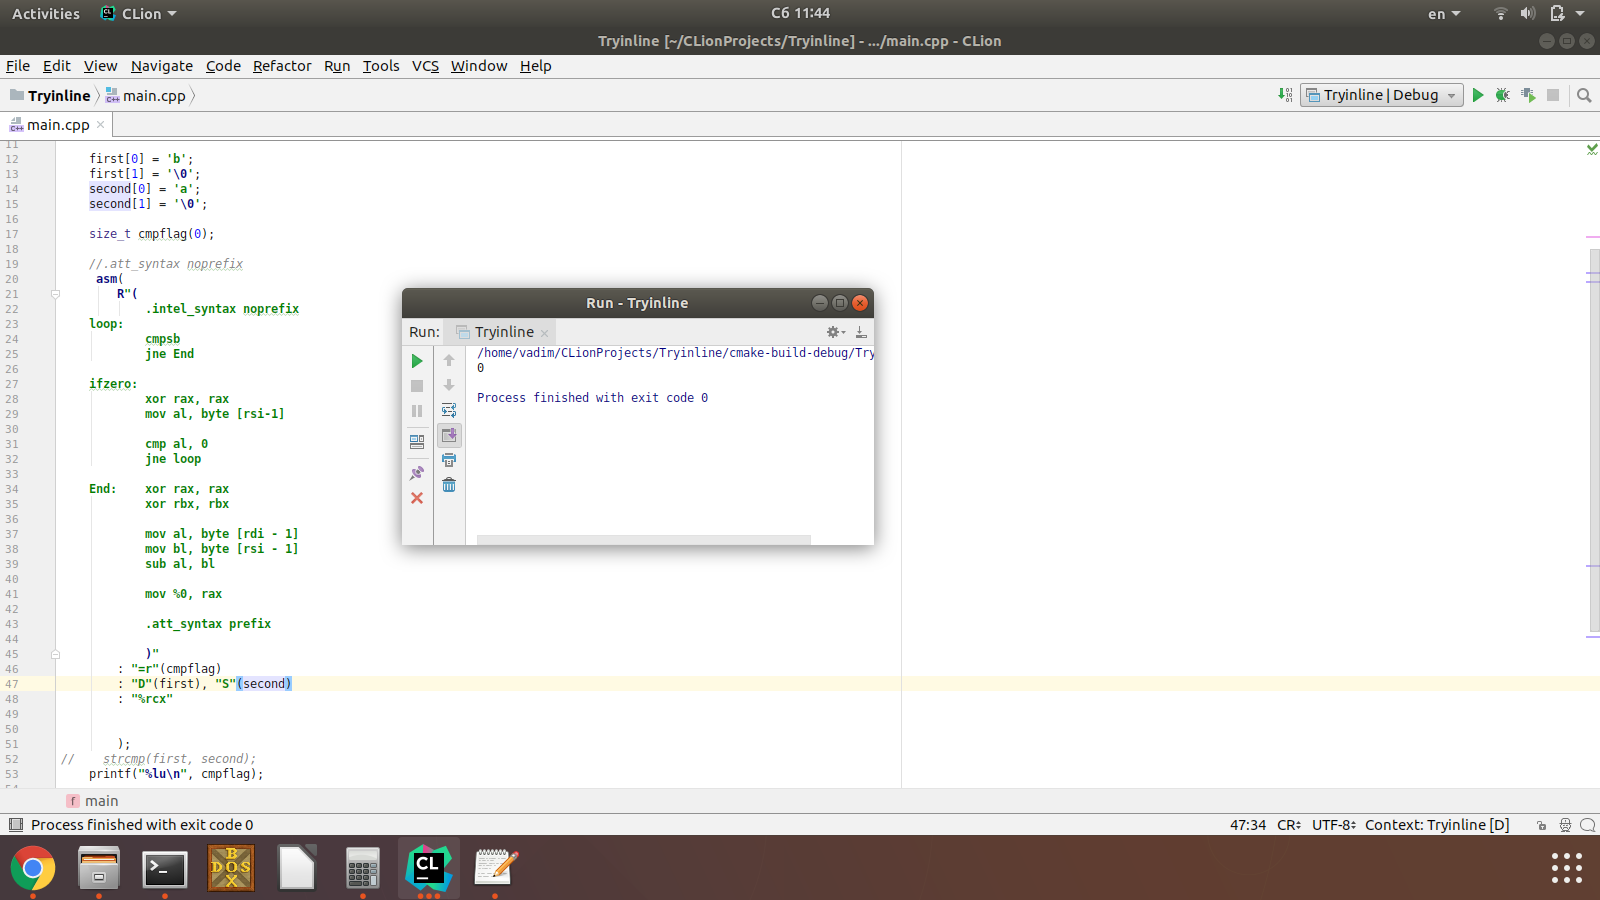 Activities
CLion
Сб 11:44
en
Tryinline [~/CLionProjects/Tryinline] - .../main.cpp - CLion
File Edit View Navigate Code Refactor Run Tools VCS Window Help
Tryinline
main.cpp
Tryinline | Debug
main.cpp
11
12 first[0] = 'b';
13 first[1] = '\0';
14 second[0] = 'a';
15 second[1] = '\0';
16
17 size_t cmpflag(0);
18
19 //.att_syntax noprefix
20 asm(
21 R"(
22 .intel_syntax noprefix
23 loop:
24 cmpsb
25 jne End
26
27 ifzero:
28 xor rax, rax
29 mov al, byte [rsi-1]
30
31 cmp al, 0
32 jne loop
33
34 End: xor rax, rax
35 xor rbx, rbx
36
37 mov al, byte [rdi - 1]
38 mov bl, byte [rsi - 1]
39 sub al, bl
40
41 mov %0, rax
42
43 .att_syntax prefix
44
45 )"
46 : "=r"(cmpflag)
47 : "D"(first), "S"(second)
48 : "%rcx"
49
50
51 );
52 // strcmp(first, second);
53 printf("%lu\n", cmpflag);
Run - Tryinline
Run: Tryinline
/home/vadim/CLionProjects/Tryinline/cmake-build-debug/Try
0
Process finished with exit code 0
f main
Process finished with exit code 0
47:34 CR UTF-8 Context: Tryinline [D]
B
DOS
X
CL